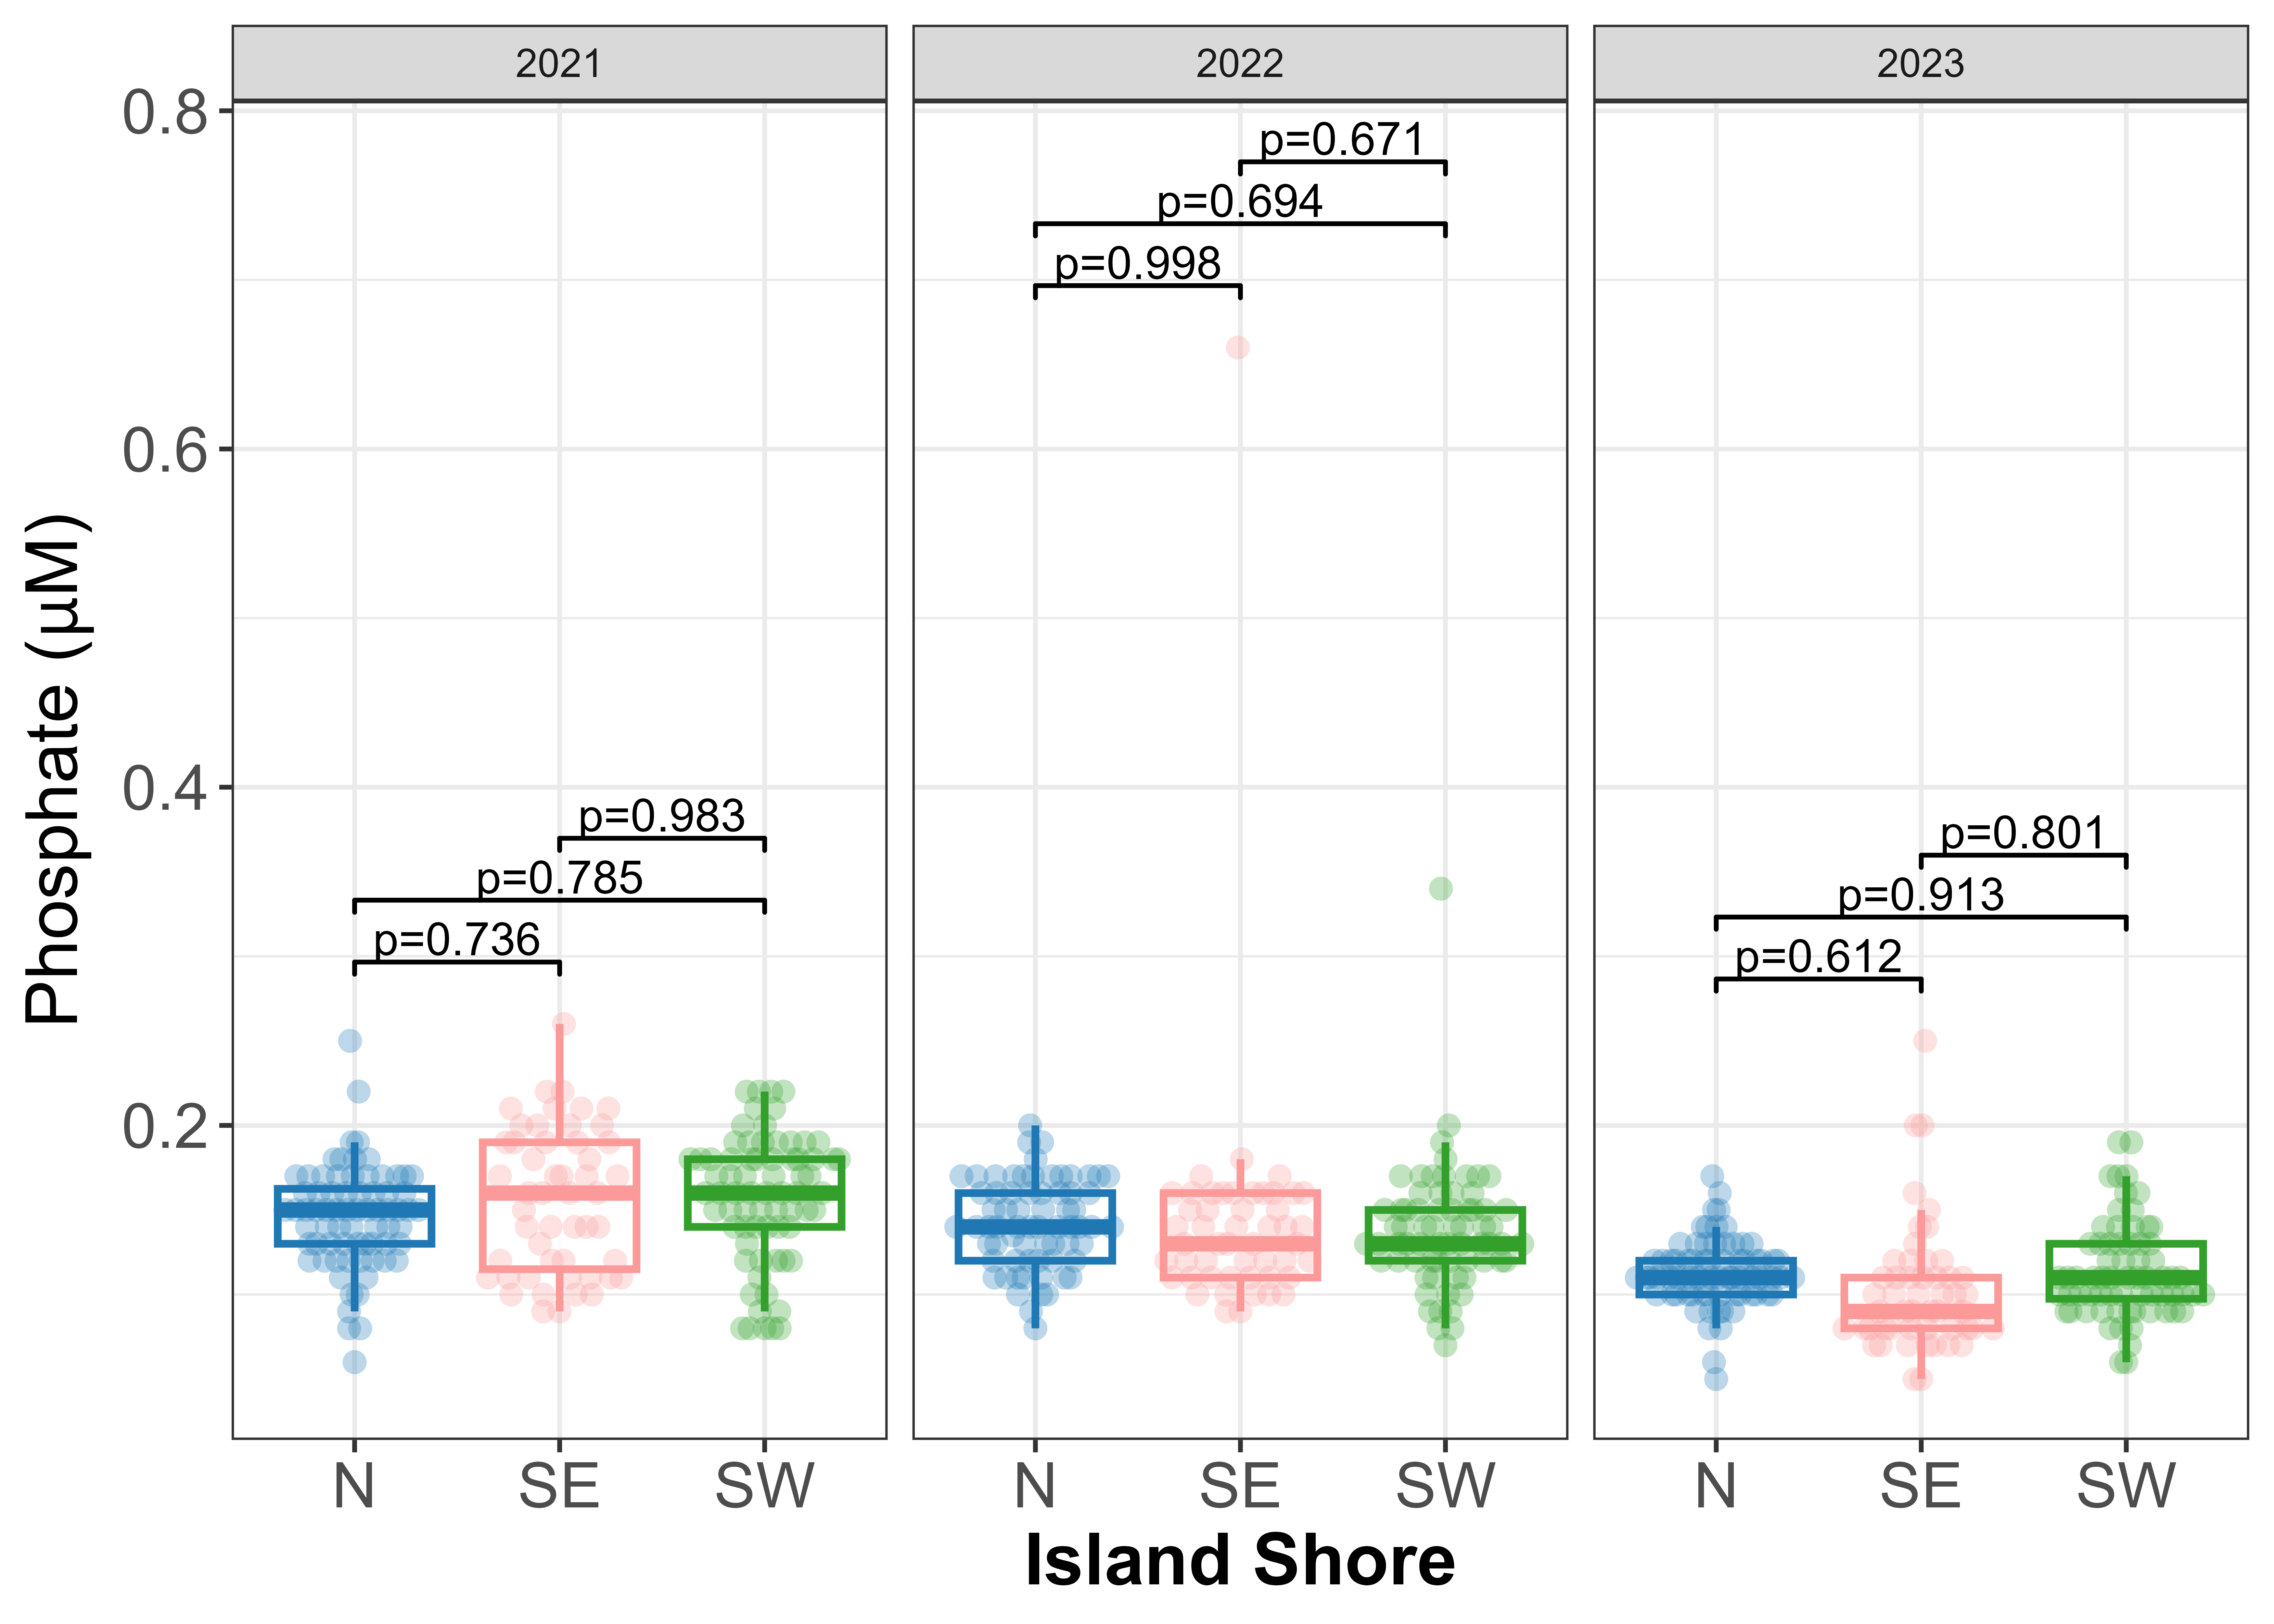 2021
2022
2023
Phosphate (µM)
0.8
0.6
0.4
0.2
p=0.983
p=0.785
p=0.736
p=0.671
p=0.694
p=0.998
p=0.801
p=0.913
p=0.612
N SE SW
N SE SW
N SE SW
Island Shore